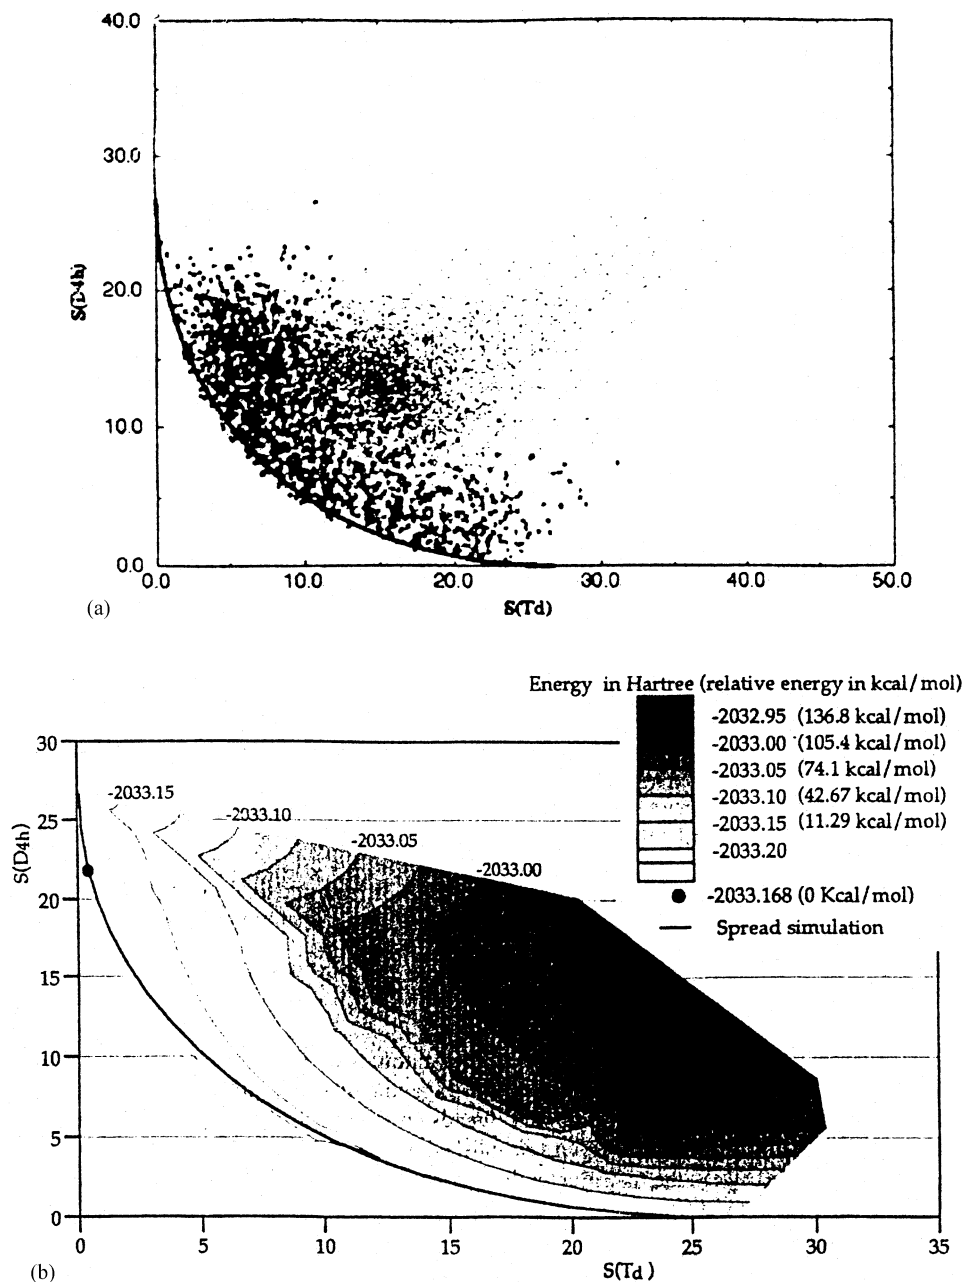 (a)
40.0
30.0
20.0
10.0
0.0
S(D4h)
0.0 10.0 20.0 30.0 40.0 50.0
S(Td)
Energy in Hartree (relative energy in kcal/mol)
-2032.95 (136.8 kcal/mol)
-2033.00 (105.4 kcal/mol)
-2033.05 (74.1 kcal/mol)
-2033.10 (42.67 kcal/mol)
-2033.15 (11.29 kcal/mol)
-2033.20
-2033.168 (0 Kcal/mol)
Spread simulation
30
25
20
15
10
5
0
S(D4h)
-2033.15
-2033.10
-2033.05
-2033.00
0 5 10 15 20 25 30 35
S(Td)
(b)